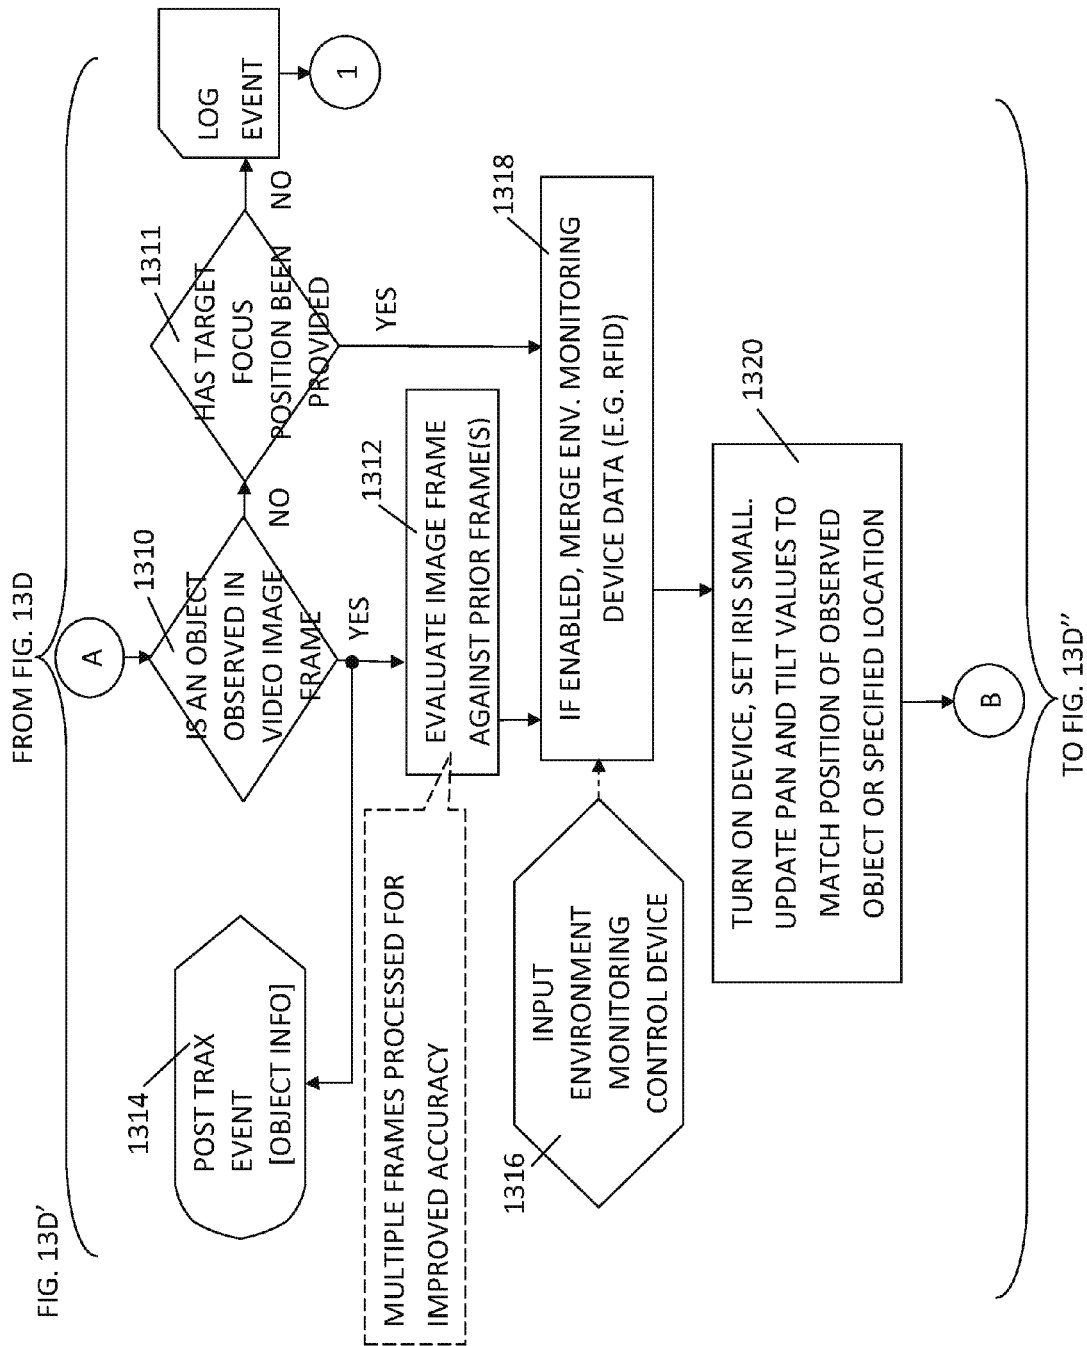 FIG. 13D'
FROM FIG. 13D
A
1310
IS AN OBJECT
OBSERVED IN
VIDEO IMAGE
FRAME
NO
YES
1311
HAS TARGET
FOCUS
POSITION BEEN
PROVIDED
NO
YES
LOG
EVENT
1
1314
POST TRAX
EVENT
[OBJECT INFO]
1312
EVALUATE IMAGE FRAME
AGAINST PRIOR FRAME(S)
MULTIPLE FRAMES PROCESSED FOR
IMPROVED ACCURACY
1316
INPUT
ENVIRONMENT
MONITORING
CONTROL DEVICE
1318
IF ENABLED, MERGE ENV. MONITORING
DEVICE DATA (E.G. RFID)
1320
TURN ON DEVICE, SET IRIS SMALL.
UPDATE PAN AND TILT VALUES TO
MATCH POSITION OF OBSERVED
OBJECT OR SPECIFIED LOCATION
B
TO FIG. 13D''